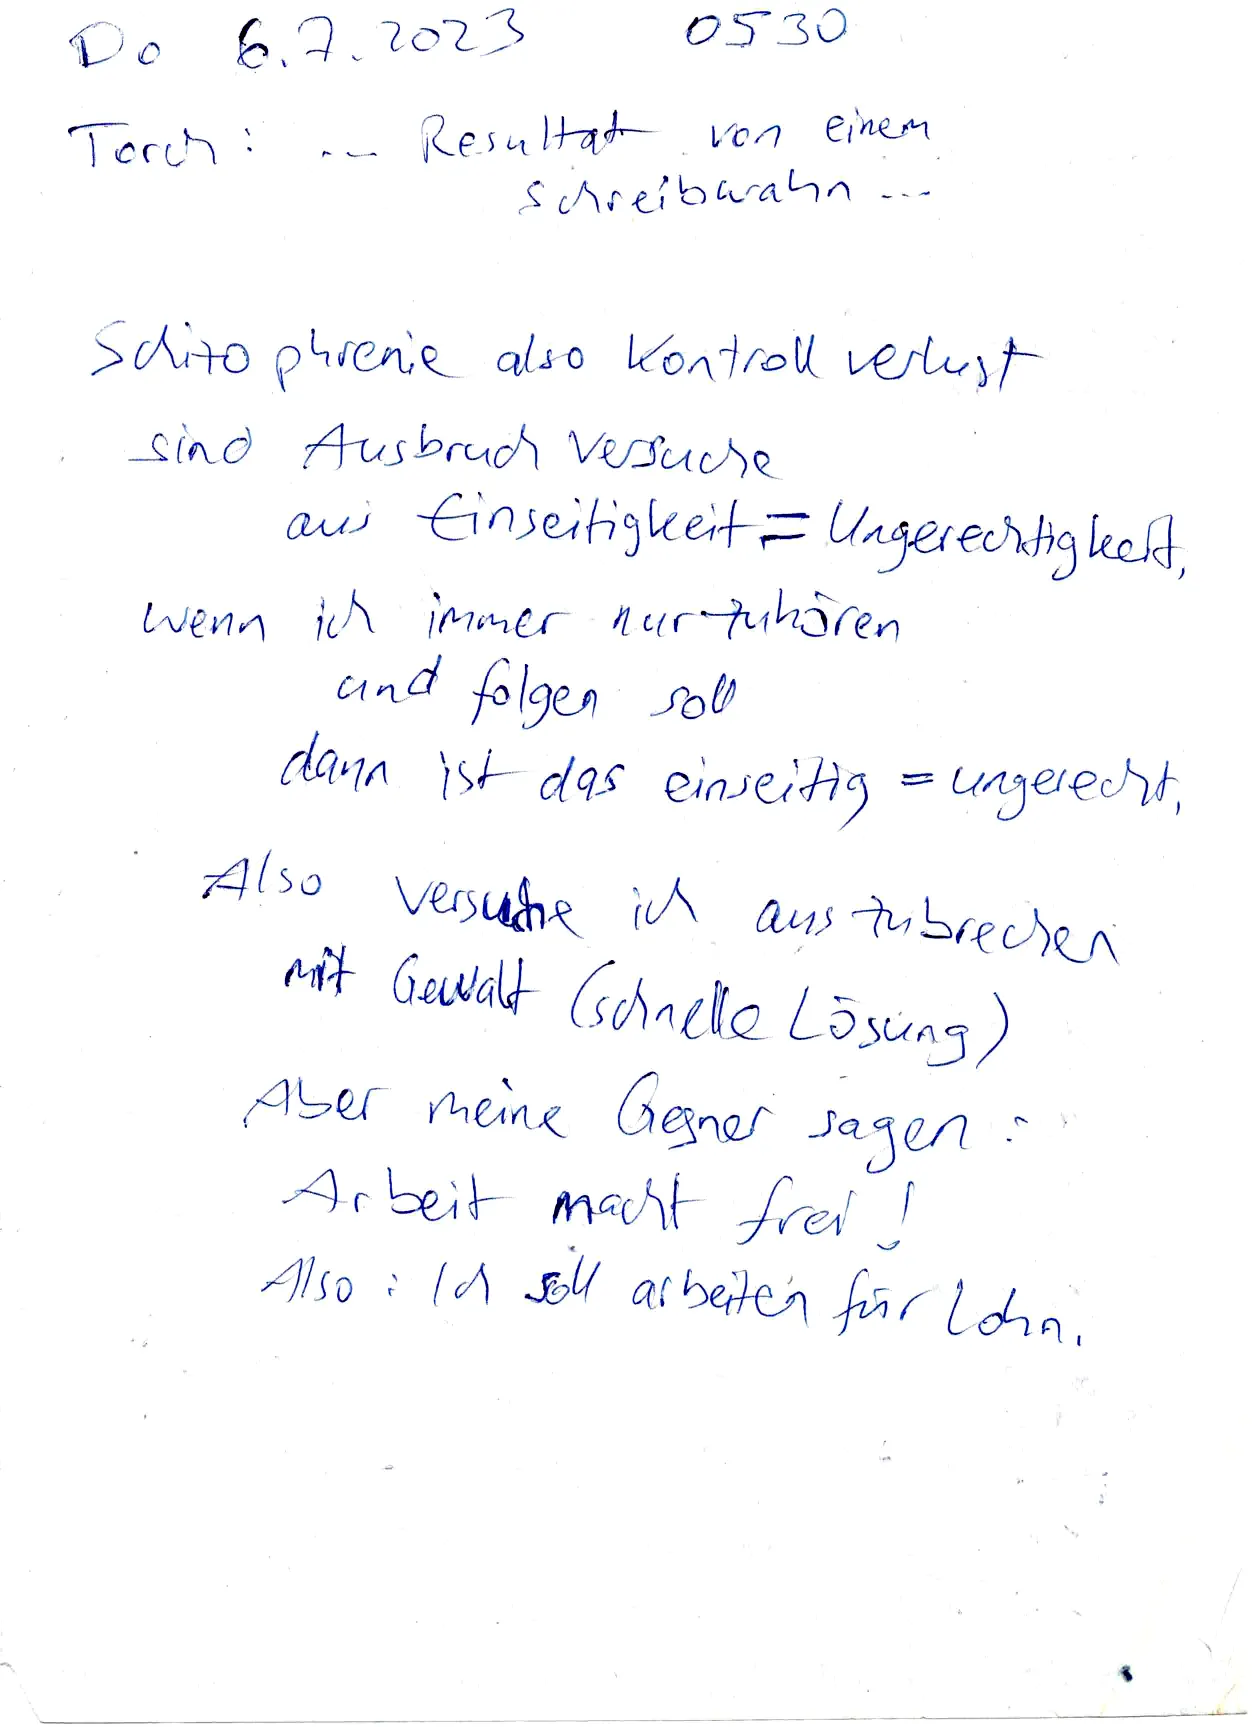 Do 6.7.2023 0530
Torch: ... Resultat von einem
Schreibwahn ...
Schizophrenie also Kontrollverlust
sind Ausbruch Versuche
aus Einseitigkeit = Ungerechtigkeit,
wenn ich immer nur zuhören
und folgen soll
dann ist das einseitig = ungerecht,
Also versuche ich auszubrechen
mit Gewalt (schnelle Lösung)
Aber meine Gegner sagen:
Arbeit macht frei!
Also: Ich soll arbeiten für Lohn.